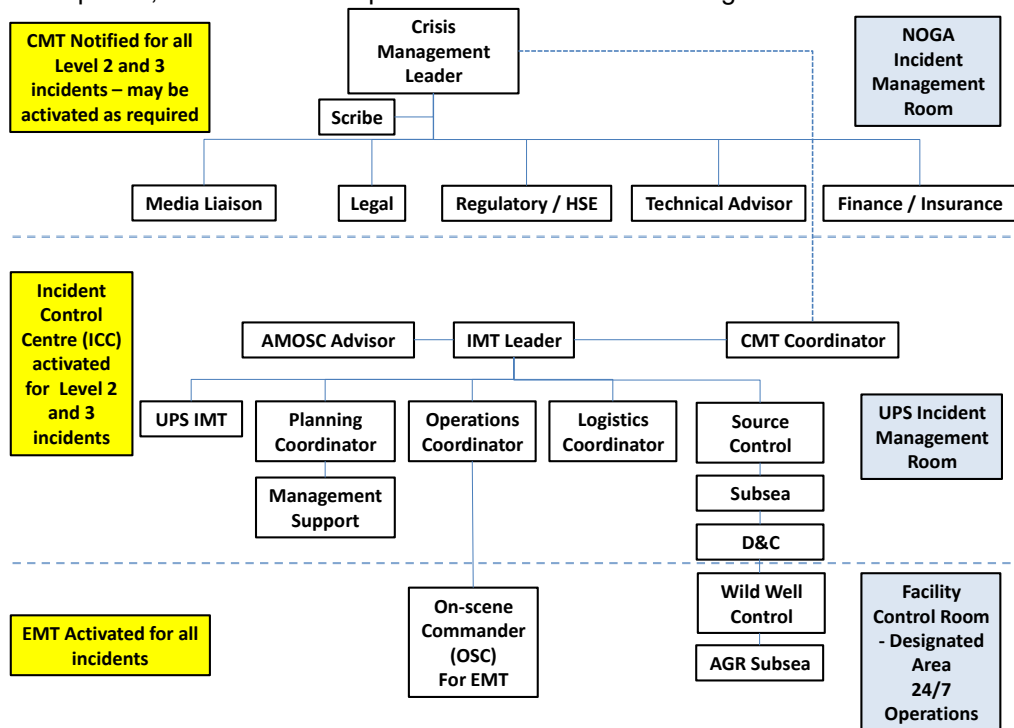 CMT Notified for all
Level 2 and 3
incidents – may be
activated as required
Crisis
Management
Leader
NOGA
Incident
Management
Room
Scribe
Media Liaison
Legal
Regulatory / HSE
Technical Advisor
Finance / Insurance
Incident
Control
Centre (ICC)
activated
for Level 2
and 3
incidents
AMOSC Advisor
IMT Leader
CMT Coordinator
UPS IMT
Planning
Coordinator
Operations
Coordinator
Logistics
Coordinator
Source
Control
UPS Incident
Management
Room
Management
Support
Subsea
D&C
EMT Activated for all
incidents
On-scene
Commander
(OSC)
For EMT
Wild Well
Control
AGR Subsea
Facility
Control Room
- Designated
Area
24/7
Operations